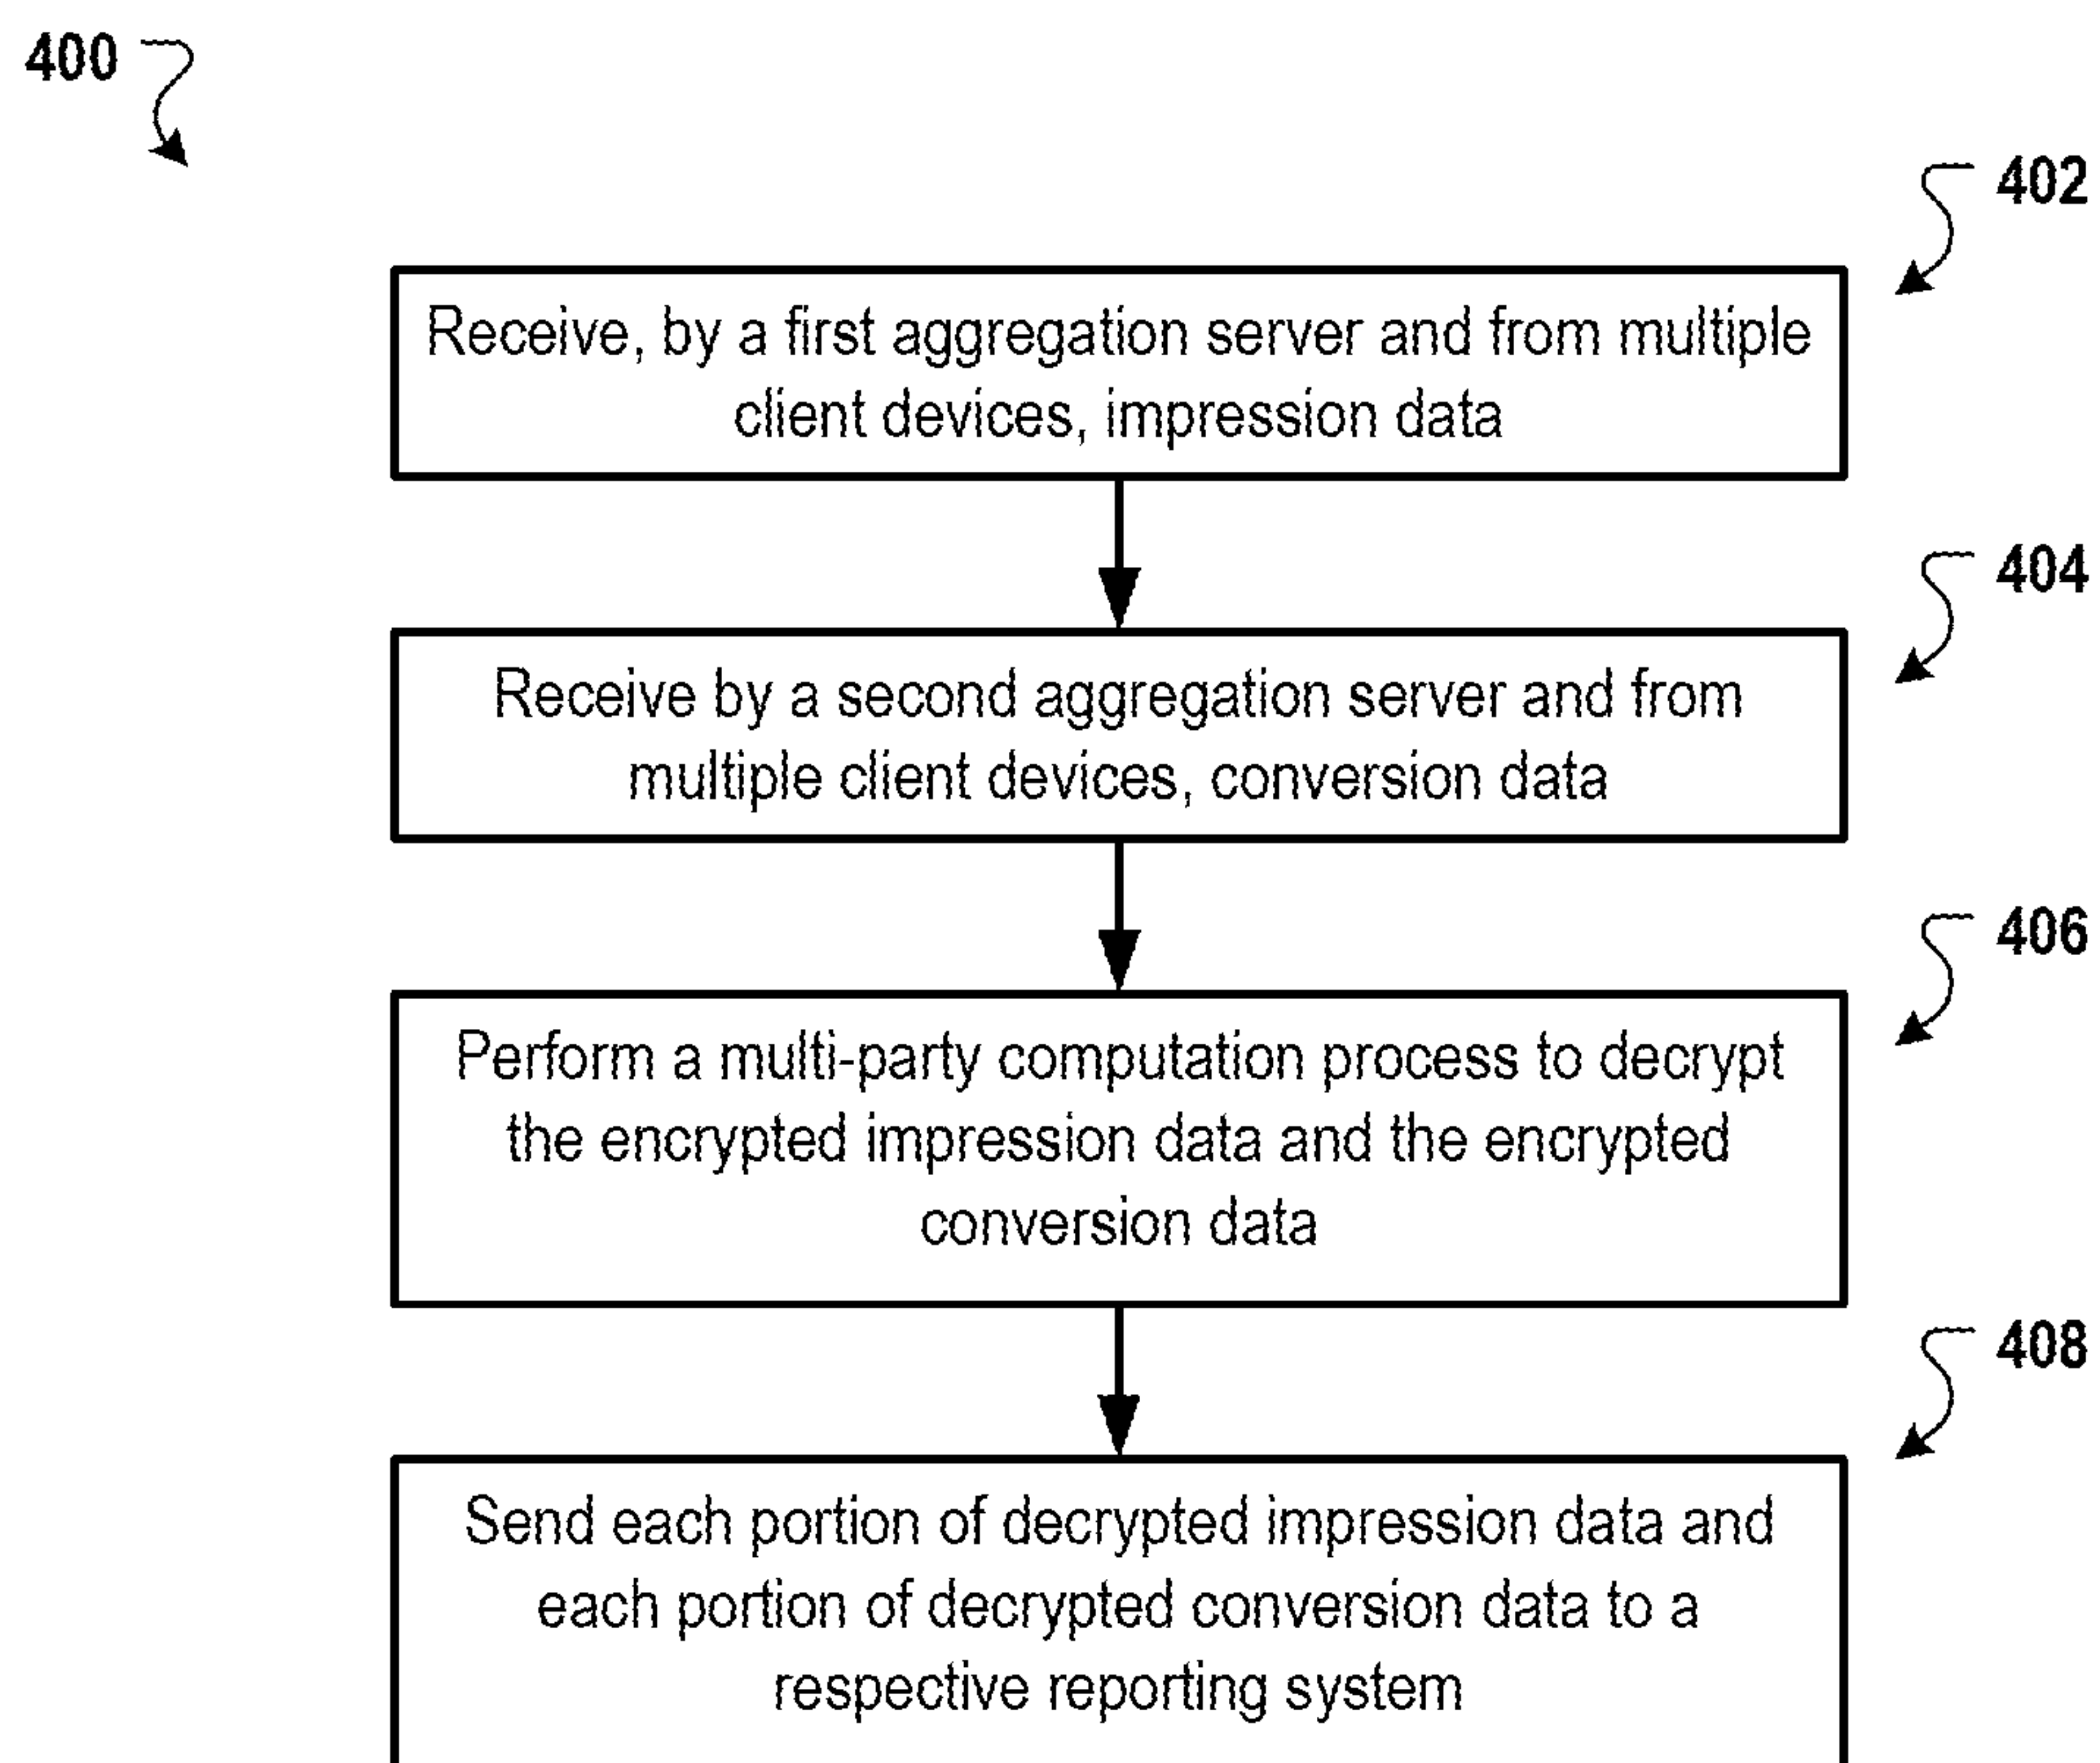 400
402
Receive, by a first aggregation server and from multiple
client devices, impression data
404
Receive by a second aggregation server and from
multiple client devices, conversion data
406
Perform a multi-party computation process to decrypt
the encrypted impression data and the encrypted
conversion data
408
Send each portion of decrypted impression data and
each portion of decrypted conversion data to a
respective reporting system